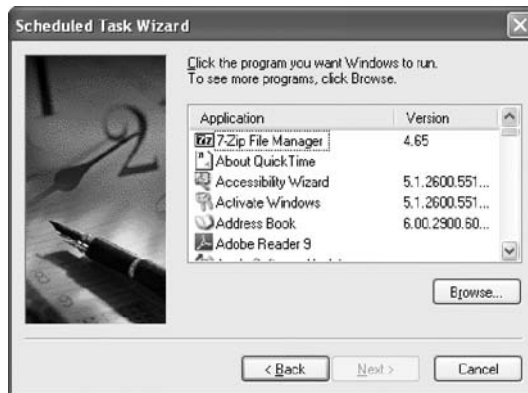 Scheduled Task Wizard
Click the program you want Windows to run.
To see more programs, click Browse.
Application Version
7-Zip File Manager 4.65
About QuickTime
Accessibility Wizard 5.1.2600.551...
Activate Windows 5.1.2600.551...
Address Book 6.00.2900.60...
Adobe Reader 9
Browse...
< Back Next > Cancel